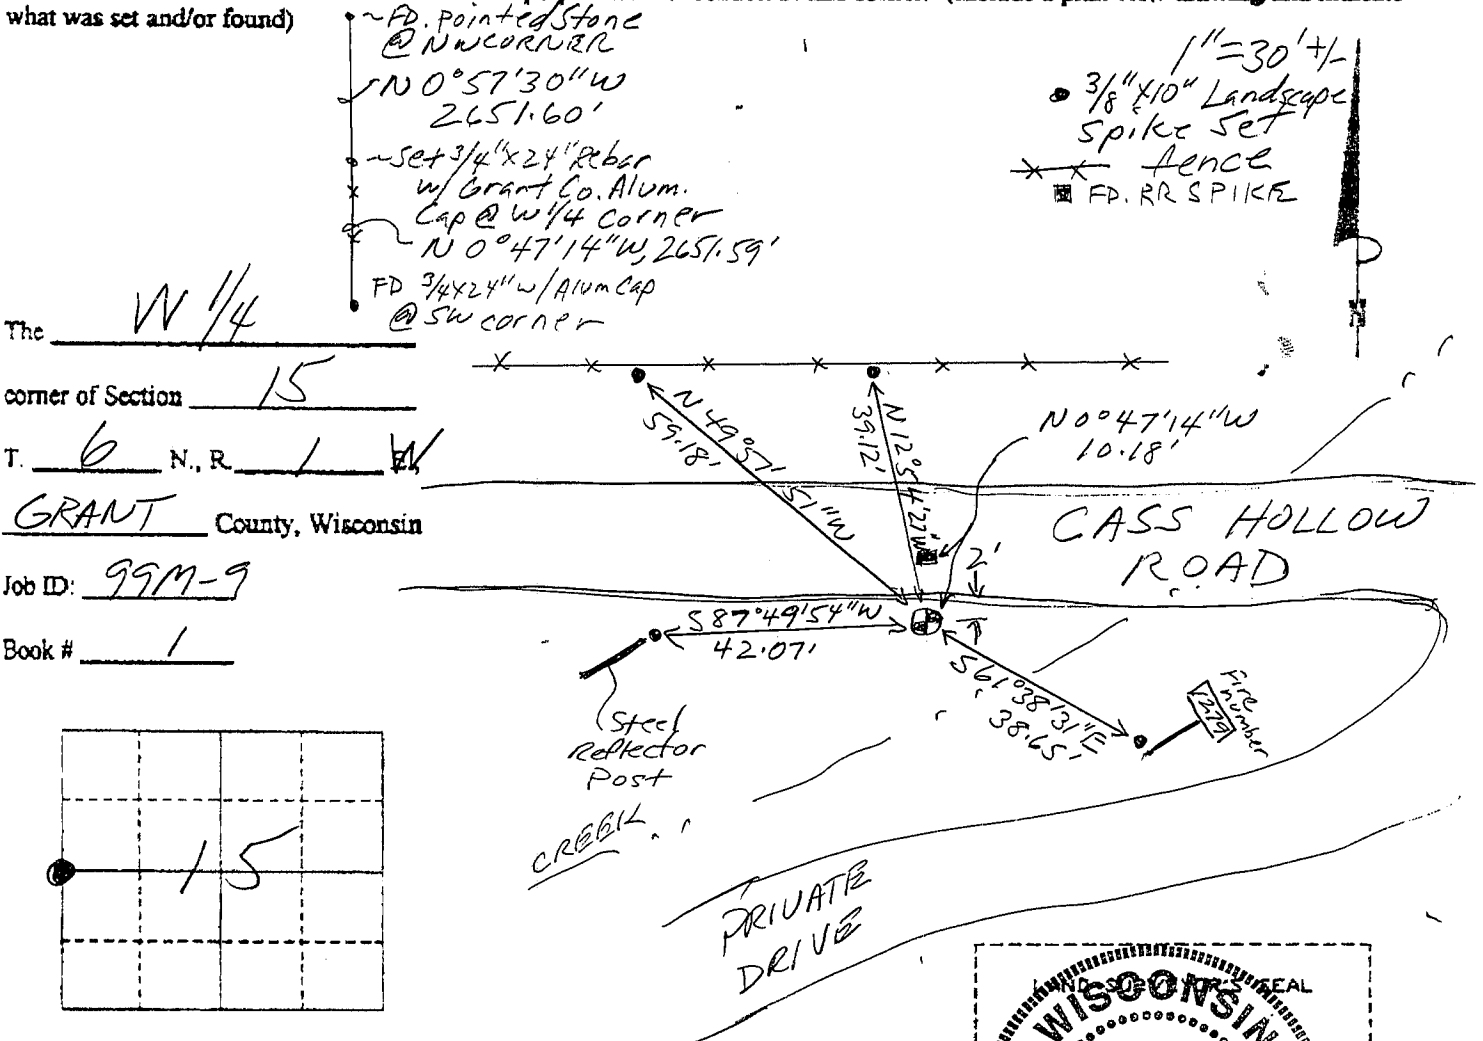 what was set and/or found)
~FD. pointed Stone
@ NW CORNER
N 0°57'30"W
2651.60'
~Set 3/4"x24" Rebar
w/ Grant Co. Alum.
Cap @ W 1/4 corner
N 0°47'14"W, 2651.59'
FD 3/4x24" w/ Alum Cap
@ SW corner
1"=30'+/-
3/8"x10" Landscape
Spike Set
fence
FD. RR SPIKE
N
The W 1/4
corner of Section 15
T. 6 N., R. 1 W,
GRANT County, Wisconsin
Job ID: 99M-9
Book # 1
N 49°57'51"W
59.18'
N 12°54'27"W
39.12'
N 0°47'14"W
10.18'
CASS HOLLOW
ROAD
2'
S 87°49'54"W
42.07'
S 61°38'31"E
38.65'
Steel
Reflector
Post
Fire
number
1279
CREEK
PRIVATE
DRIVE
15
LAND SURVEYOR'S SEAL
WISCONSIN